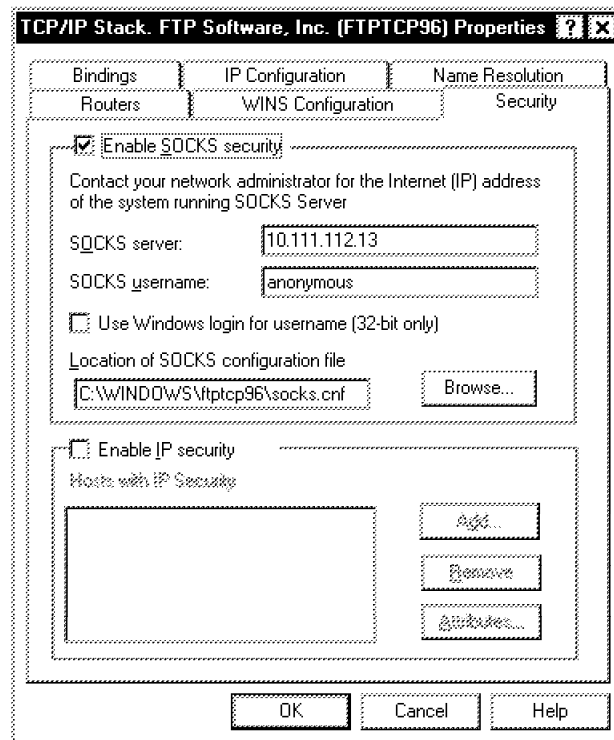 TCP/IP Stack. FTP Software, Inc. (FTPTCP96) Properties ? X
Bindings IP Configuration Name Resolution
Routers WINS Configuration Security
Enable SOCKS security
Contact your network administrator for the Internet (IP) address
of the system running SOCKS Server
SOCKS server: 10.111.112.13
SOCKS username: anonymous
Use Windows login for username (32-bit only)
Location of SOCKS configuration file
C:\WINDOWS\ftptcp96\socks.cnf Browse...
Enable IP security
Hosts with IP Security
Add...
Remove
Attributes...
OK Cancel Help